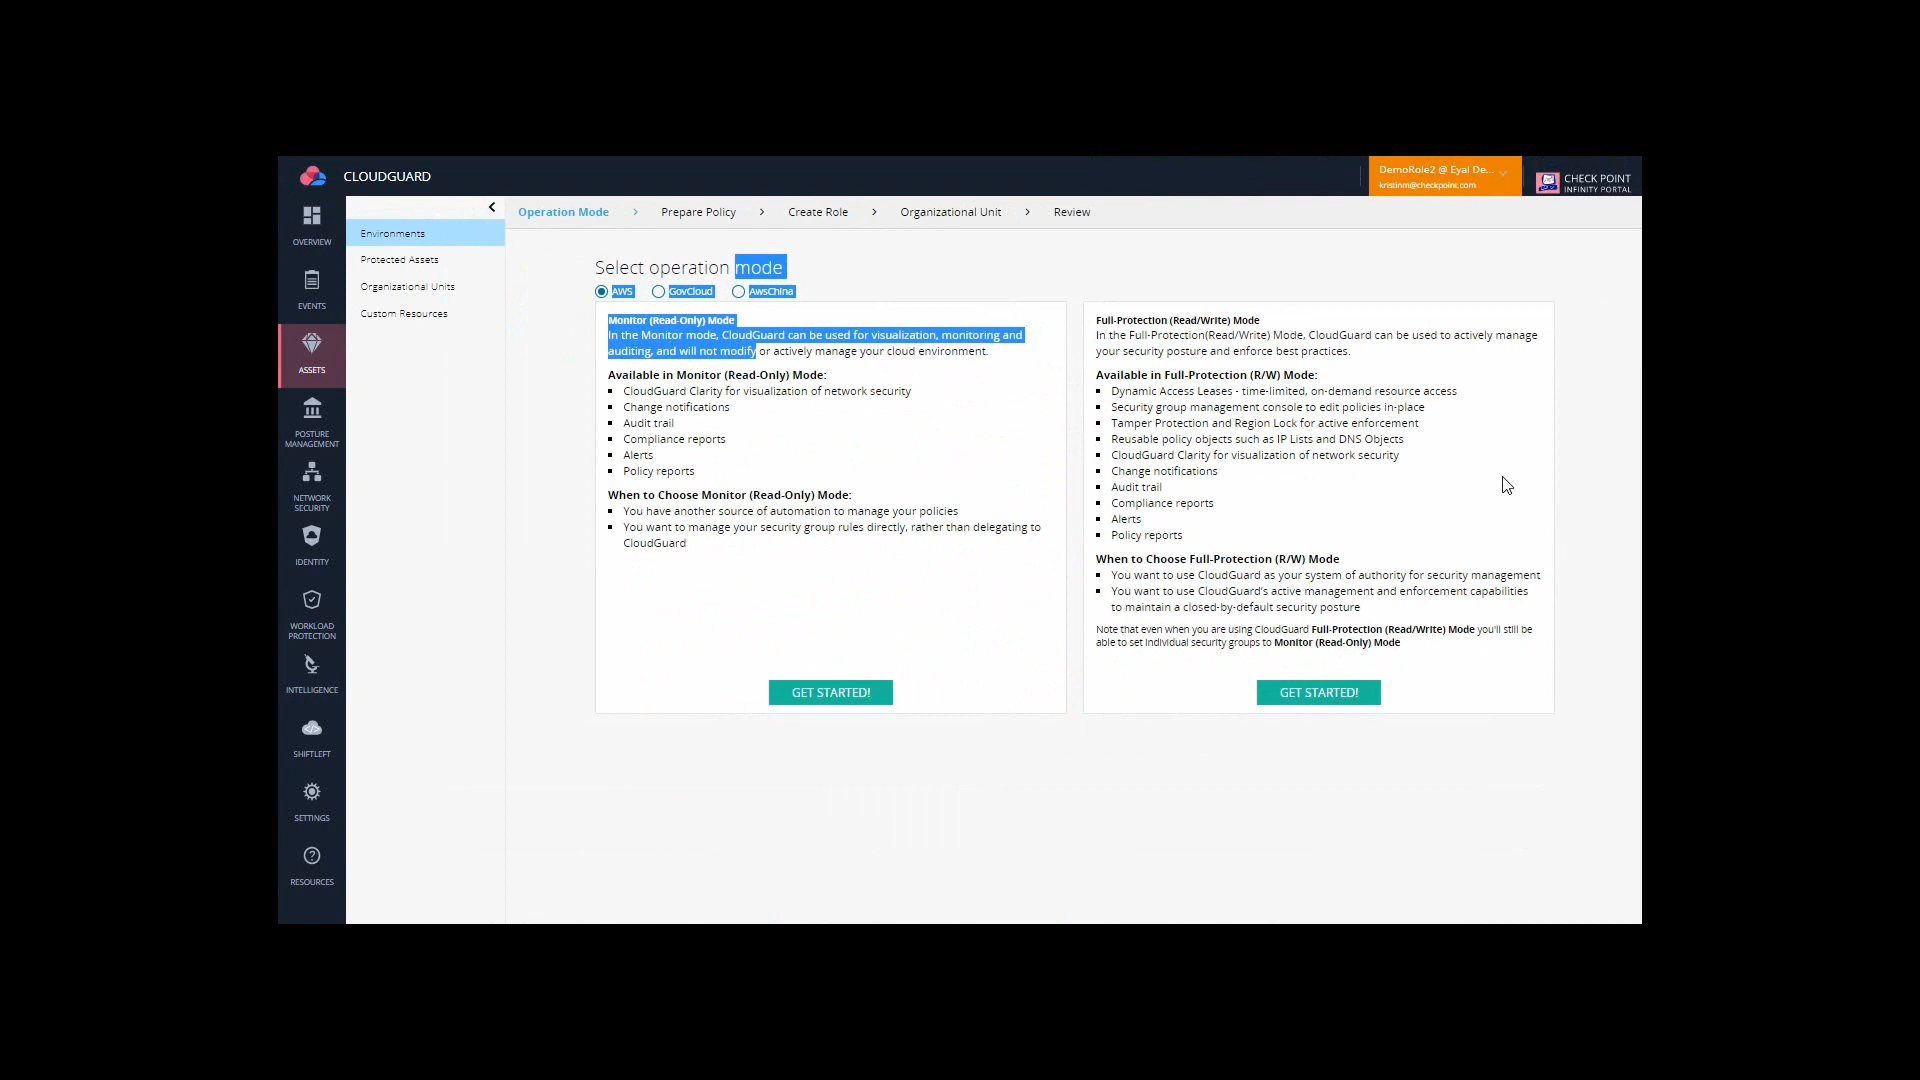 CLOUDGUARD
DemoRole2 @ Eyal De...
kristinm@checkpoint.com
CHECK POINT
INFINITY PORTAL
OVERVIEW
EVENTS
ASSETS
POSTURE
MANAGEMENT
NETWORK
SECURITY
IDENTITY
WORKLOAD
PROTECTION
INTELLIGENCE
SHIFTLEFT
SETTINGS
RESOURCES
Environments
Protected Assets
Organizational Units
Custom Resources
Operation Mode > Prepare Policy > Create Role > Organizational Unit > Review
Select operation mode
AWS GovCloud AwsChina
Monitor (Read-Only) Mode
In the Monitor mode, CloudGuard can be used for visualization, monitoring and
auditing, and will not modify or actively manage your cloud environment.
Available in Monitor (Read-Only) Mode:
CloudGuard Clarity for visualization of network security
Change notifications
Audit trail
Compliance reports
Alerts
Policy reports
When to Choose Monitor (Read-Only) Mode:
You have another source of automation to manage your policies
You want to manage your security group rules directly, rather than delegating to
CloudGuard
GET STARTED!
Full-Protection (Read/Write) Mode
In the Full-Protection(Read/Write) Mode, CloudGuard can be used to actively manage
your security posture and enforce best practices.
Available in Full-Protection (R/W) Mode:
Dynamic Access Leases - time-limited, on-demand resource access
Security group management console to edit policies in-place
Tamper Protection and Region Lock for active enforcement
Reusable policy objects such as IP Lists and DNS Objects
CloudGuard Clarity for visualization of network security
Change notifications
Audit trail
Compliance reports
Alerts
Policy reports
When to Choose Full-Protection (R/W) Mode
You want to use CloudGuard as your system of authority for security management
You want to use CloudGuard's active management and enforcement capabilities
to maintain a closed-by-default security posture
Note that even when you are using CloudGuard Full-Protection (Read/Write) Mode you'll still be
able to set individual security groups to Monitor (Read-Only) Mode
GET STARTED!